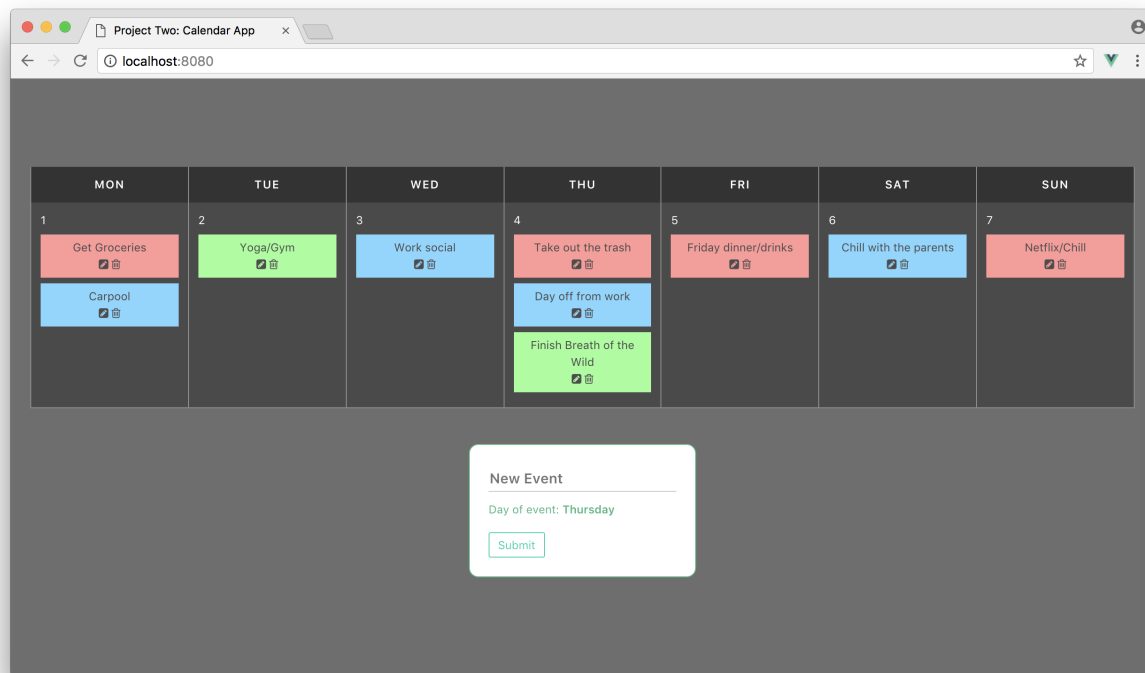 Project Two: Calendar App
localhost:8080
MON TUE WED THU FRI SAT SUN
1 2 3 4 5 6 7
Get Groceries Yoga/Gym Work social Take out the trash Friday dinner/drinks Chill with the parents Netflix/Chill
Carpool Day off from work
Finish Breath of the
Wild
New Event
Day of event: Thursday
Submit